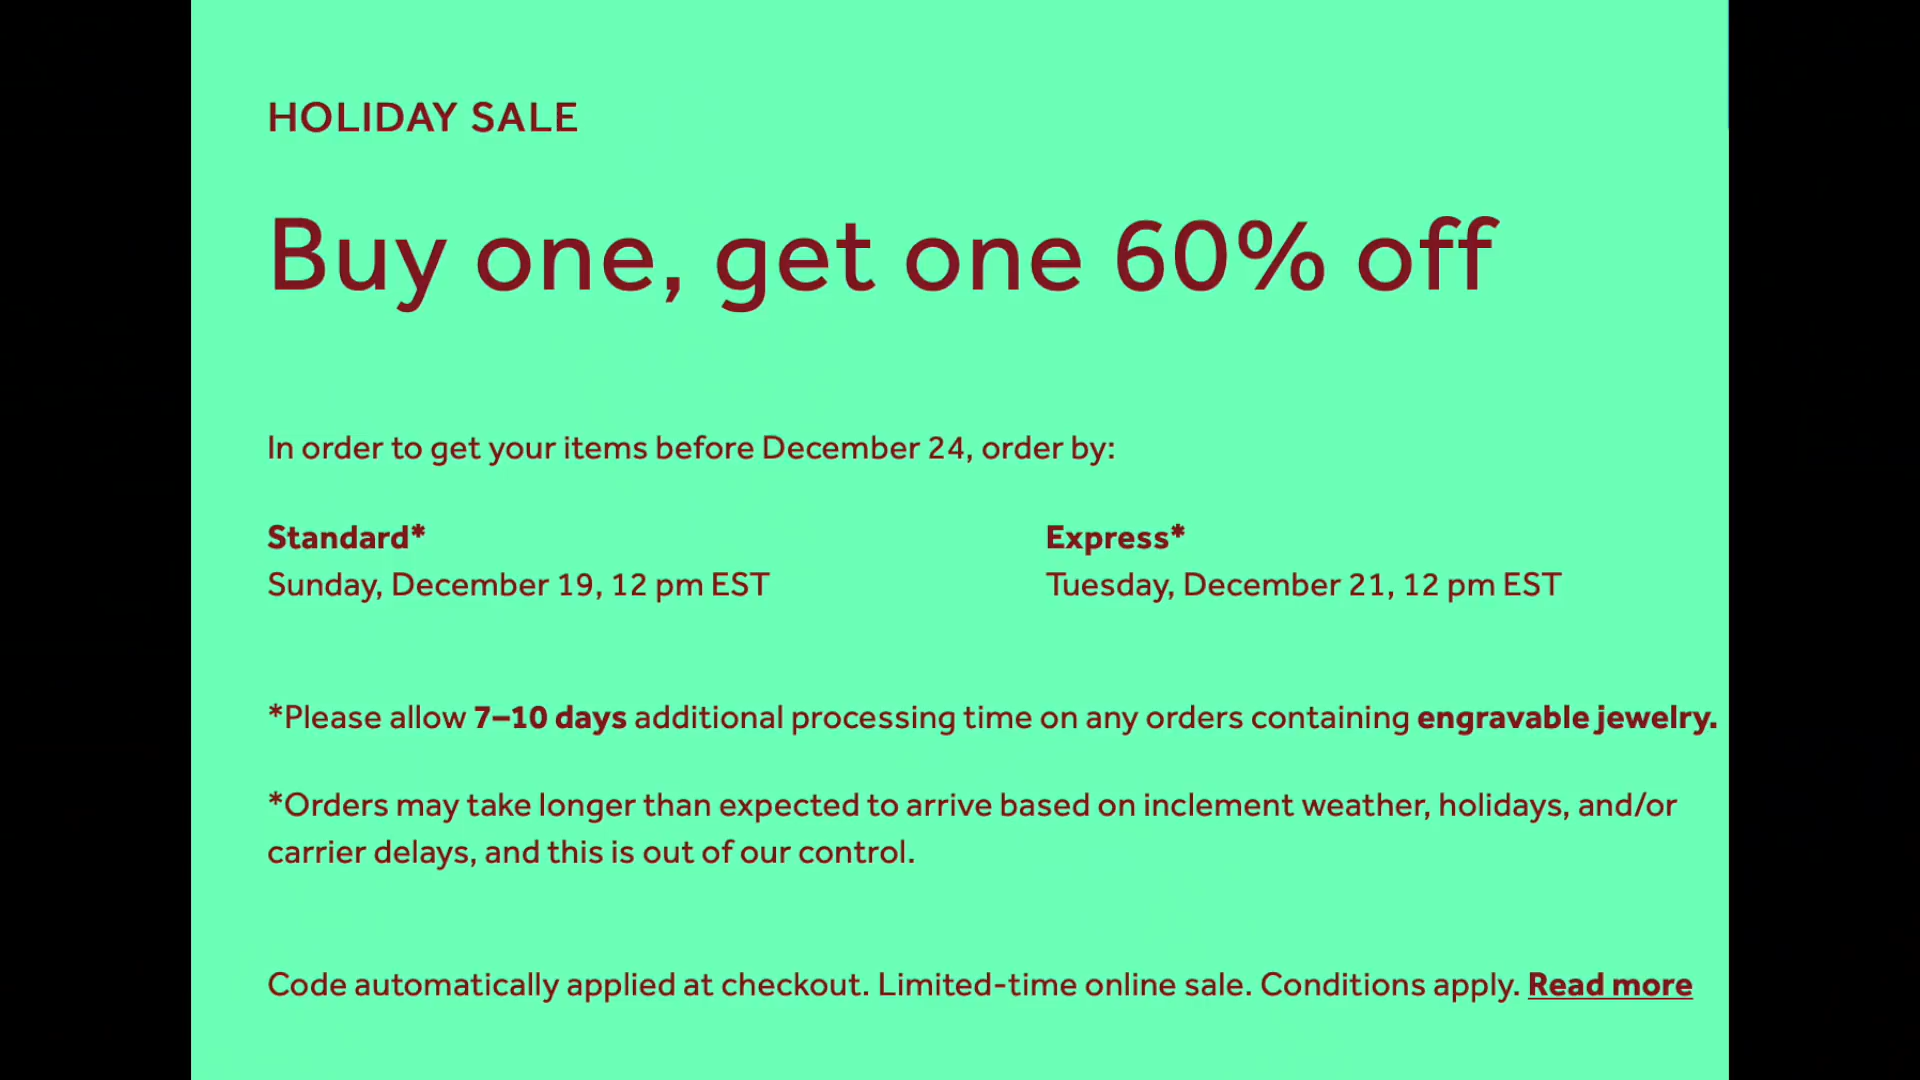 HOLIDAY SALE
Buy one, get one 60% off
In order to get your items before December 24, order by:
Standard*
Sunday, December 19, 12 pm EST
Express*
Tuesday, December 21, 12 pm EST
*Please allow 7–10 days additional processing time on any orders containing engravable jewelry.
*Orders may take longer than expected to arrive based on inclement weather, holidays, and/or
carrier delays, and this is out of our control.
Code automatically applied at checkout. Limited-time online sale. Conditions apply. Read more